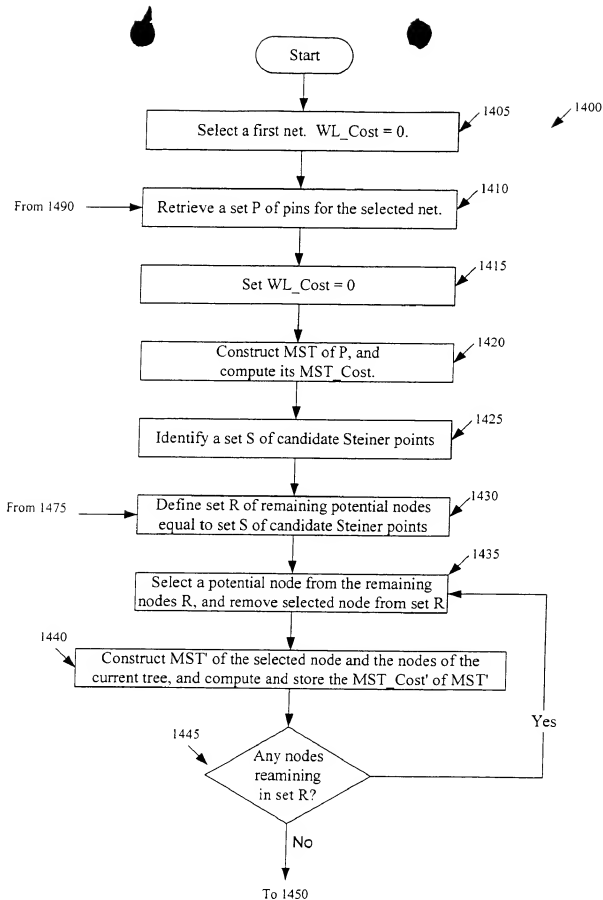 Start
1400
1405
Select a first net. WL_Cost = 0.
1410
From 1490
Retrieve a set P of pins for the selected net.
1415
Set WL_Cost = 0
1420
Construct MST of P, and
compute its MST_Cost.
1425
Identify a set S of candidate Steiner points
1430
From 1475
Define set R of remaining potential nodes
equal to set S of candidate Steiner points
1435
Select a potential node from the remaining
nodes R, and remove selected node from set R
1440
Construct MST' of the selected node and the nodes of the
current tree, and compute and store the MST_Cost' of MST'
1445
Any nodes
reamining
in set R?
Yes
No
To 1450